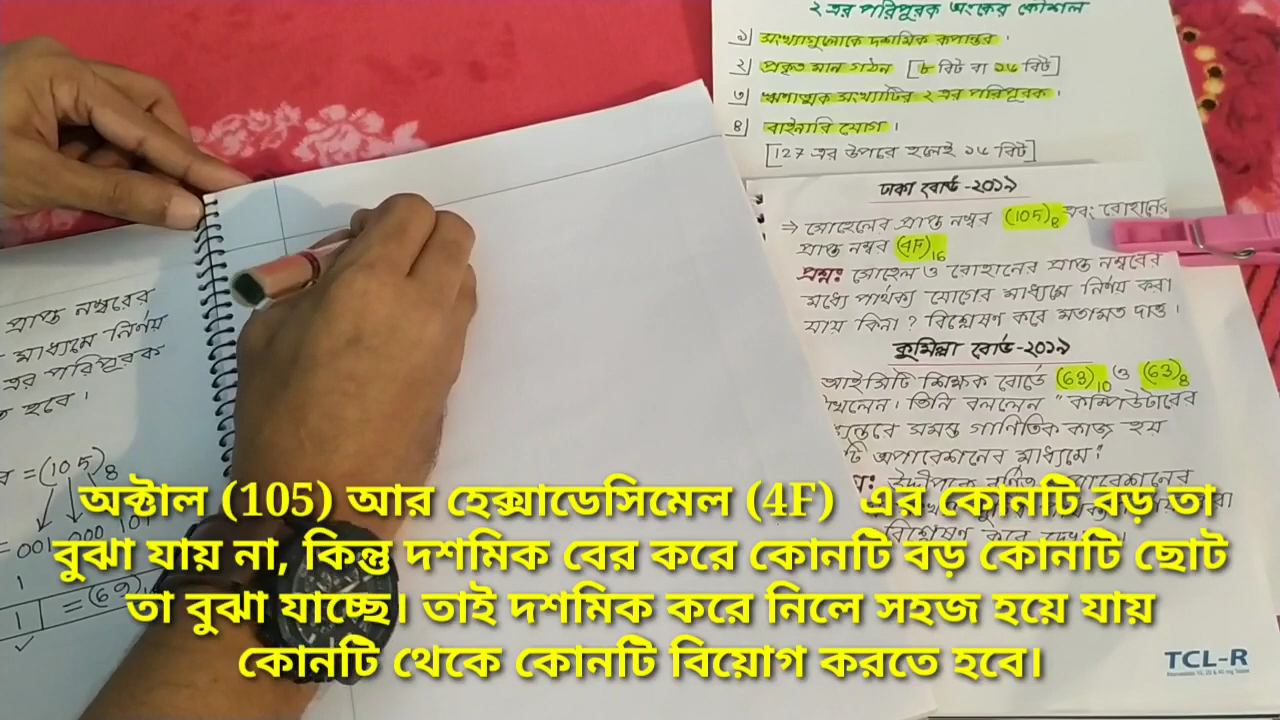 ২ এর পরিপূরক অংকের কৌশল
১| সংখ্যাগুলোকে দশমিক রূপান্তর।
২| প্রকৃত মান গঠন [৮ বিট বা ১৬ বিট]
৩| ঋণাত্মক সংখ্যাটির ২ এর পরিপূরক।
৪| বাইনারি যোগ।
[127 এর উপরে হলেই ১৬ বিট]
ঢাকা বোর্ড -২০১৯
⇒ সোহেলের প্রাপ্ত নম্বর (105)8 এবং রোহানের
প্রাপ্ত নম্বর (4F)16
প্রশ্নঃ সোহেল ও রোহানের প্রাপ্ত নম্বরের
মধ্যে পার্থক্য যোগের মাধ্যমে নির্ণয় করা
যায় কিনা? বিশ্লেষণ করে মতামত দাও।
কুমিল্লা বোর্ড -২০১৯
আইসিটি শিক্ষক বোর্ডে (63)10 ও (63)8
লিখলেন। তিনি বললেন "কম্পিউটারের
সমস্ত গাণিতিক কাজ হয়
টি অপারেশনের মাধ্যমে!
প্রাপ্ত নম্বরের
মাধ্যমে নির্ণয়
এর পরিপূরক
হবে।
= (105)8
= 001 000 101
1
1 = (69)
অক্টাল (105) আর হেক্সাডেসিমেল (4F) এর কোনটি বড় তা
বুঝা যায় না, কিন্তু দশমিক বের করে কোনটি বড় কোনটি ছোট
তা বুঝা যাচ্ছে। তাই দশমিক করে নিলে সহজ হয়ে যায়
কোনটি থেকে কোনটি বিয়োগ করতে হবে।
TCL-R